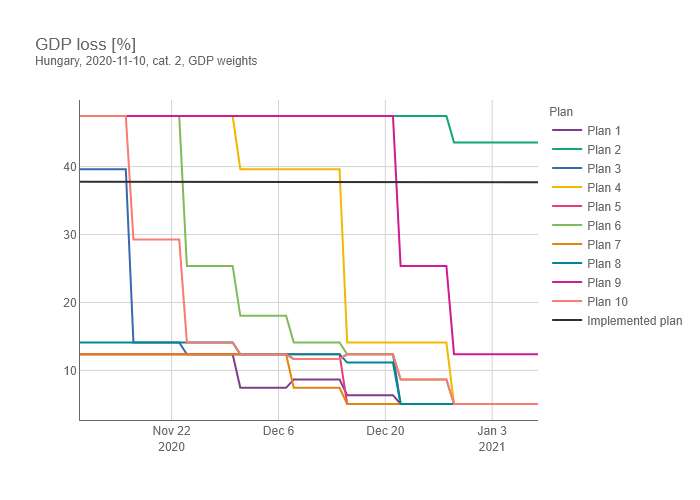 GDP loss [%]
Hungary, 2020-11-10, cat. 2, GDP weights
Plan
Plan 1
Plan 2
Plan 3
Plan 4
Plan 5
Plan 6
Plan 7
Plan 8
Plan 9
Plan 10
Implemented plan
40
30
20
10
Nov 22
2020
Dec 6
Dec 20
Jan 3
2021